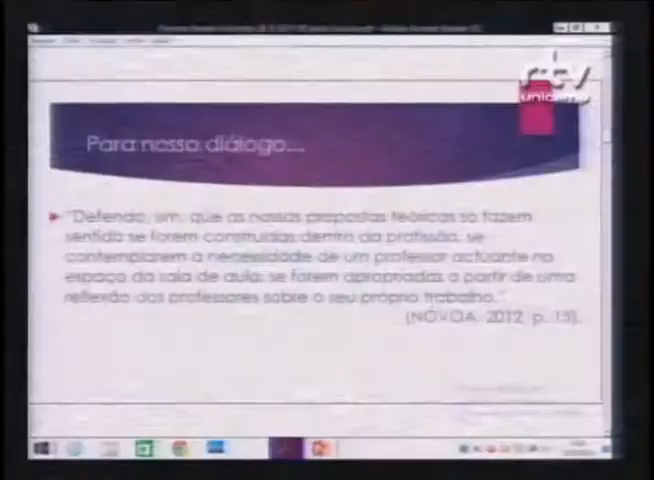 rtv
unicamp
Para nosso diálogo...
"Defendo, sim, que as nossas propostas teóricas só fazem
sentido se forem construídas dentro da profissão, se
contemplarem a necessidade de um professor actuante no
espaço da sala de aula, se forem apropriadas a partir de uma
reflexão dos professores sobre o seu próprio trabalho."
(NÓVOA, 2012, p. 15).